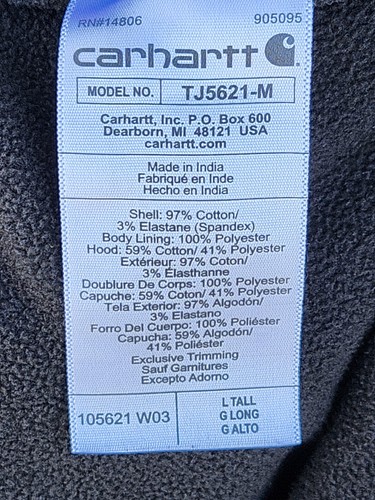 RN#14806 905095
carhartt
MODEL NO. TJ5621-M
Carhartt, Inc. P.O. Box 600
Dearborn, MI 48121 USA
carhartt.com
Made in India
Fabriqué en Inde
Hecho en India
Shell: 97% Cotton/
3% Elastane (Spandex)
Body Lining: 100% Polyester
Hood: 59% Cotton/ 41% Polyester
Extérieur: 97% Coton/
3% Élasthanne
Doublure De Corps: 100% Polyester
Capuche: 59% Coton/ 41% Polyester
Tela Exterior: 97% Algodón/
3% Elastano
Forro Del Cuerpo: 100% Poliéster
Capucha: 59% Algodón/
41% Poliéster
Exclusive Trimming
Sauf Garnitures
Excepto Adorno
105621 W03
L TALL
G LONG
G ALTO